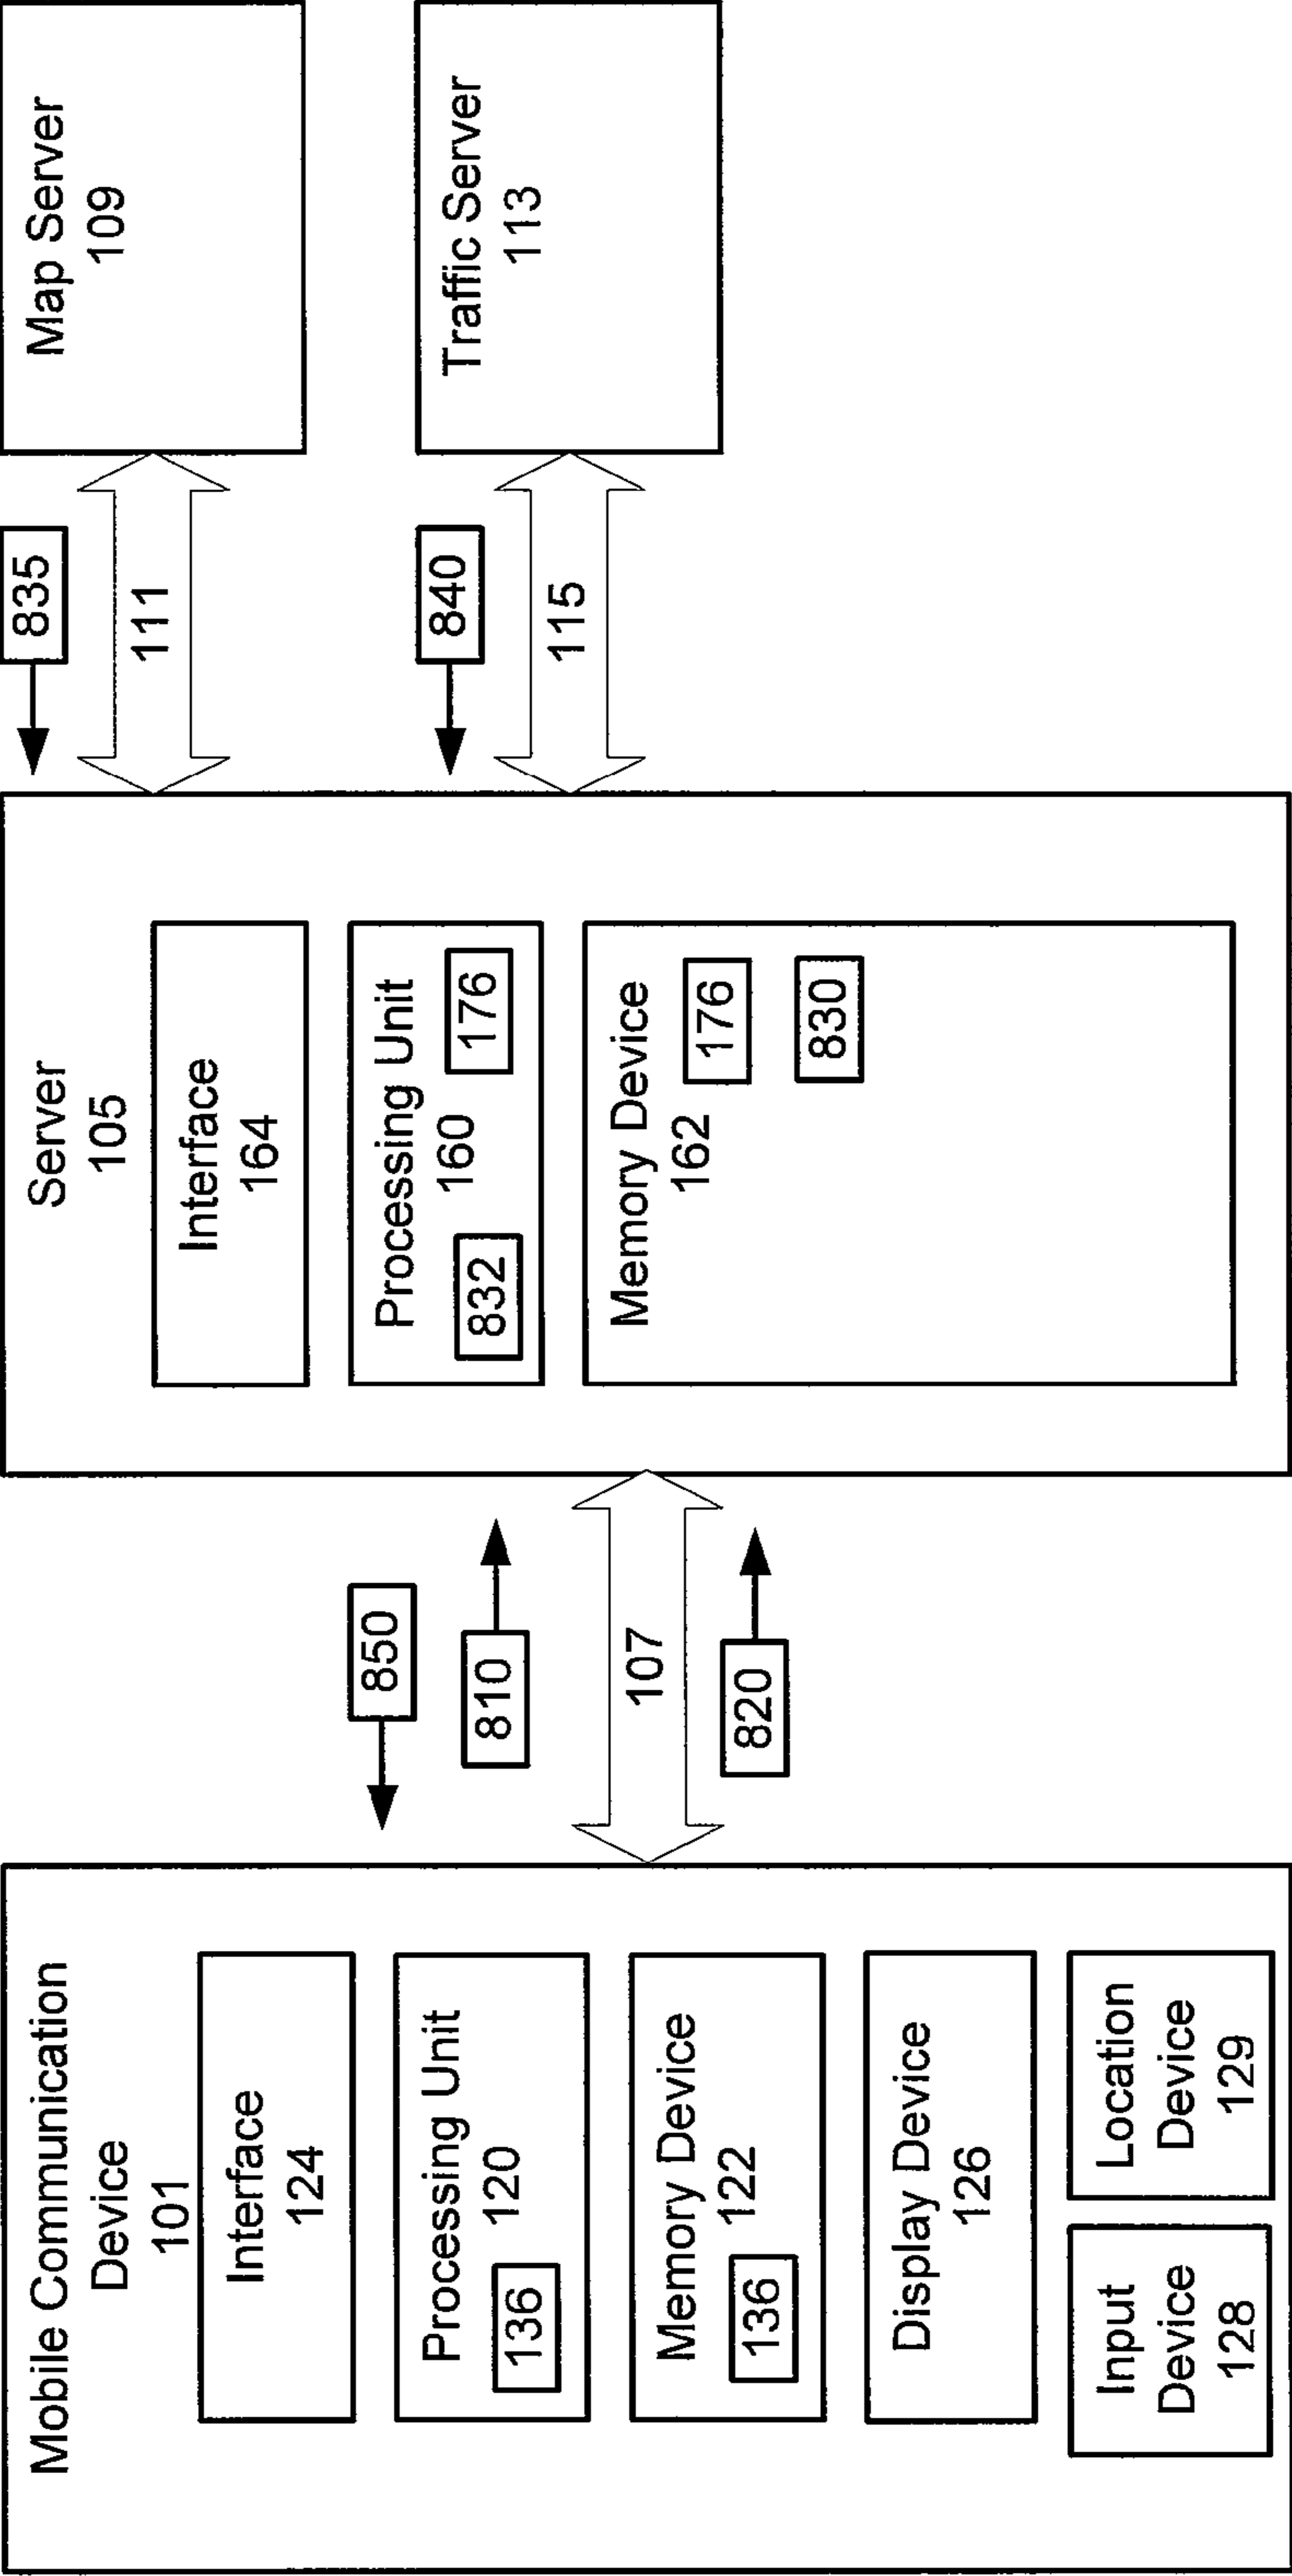 Mobile Communication
Device
101
Interface
124
Processing Unit
120
136
Memory Device
122
136
Display Device
126
Input
Device
128
Location
Device
129
850
810
107
820
Server
105
Interface
164
Processing Unit
160
832
176
Memory Device
162
176
830
835
111
840
115
Map Server
109
Traffic Server
113